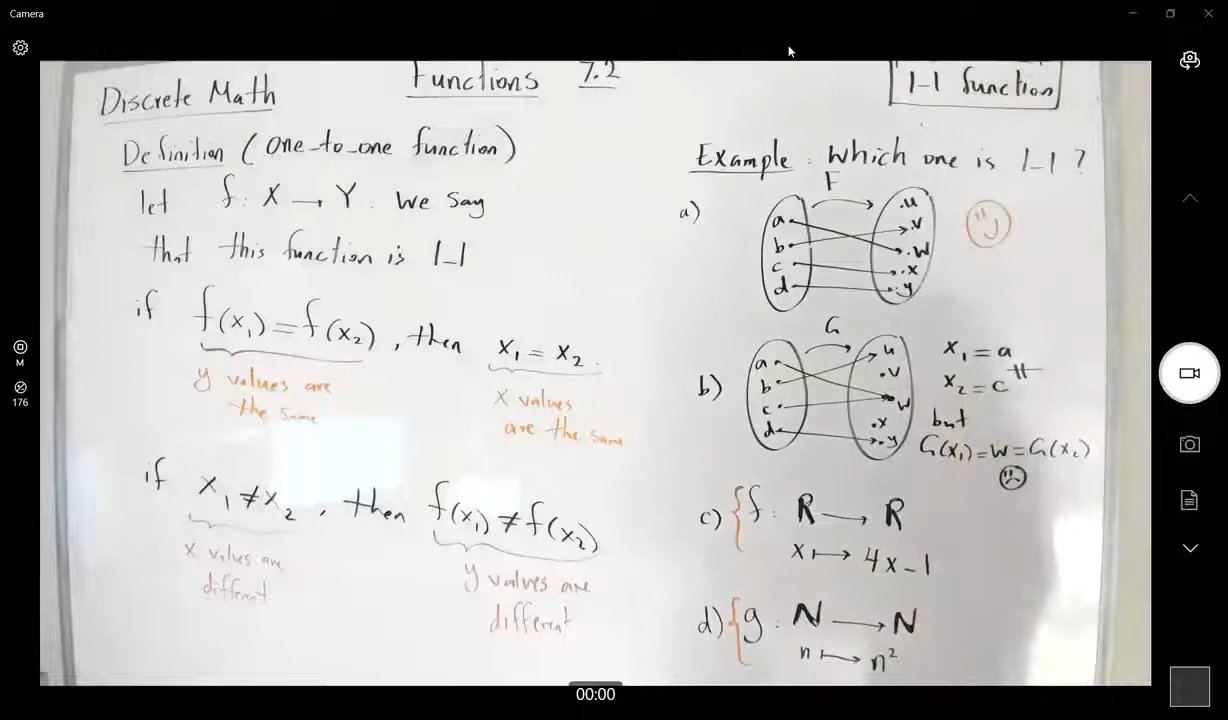 Camera
Discrete Math
Functions 7.2
1-1 function
Definition (One-to-one function)
let f: X → Y. We say
that this function is 1-1
if f(x₁) = f(x₂), then x₁ = x₂.
y values are
the same
x values
are the same
if x₁ ≠ x₂, then f(x₁) ≠ f(x₂)
x values are
different
y values are
different
Example: Which one is 1-1?
a)
F
a
b
c
d
.u
.v
.w
.x
.y
b)
G
a
b
c
d
u
.v
w
.x
.y
x₁ = a
x₂ = c
but
G(x₁) = w = G(x₂)
c) { f: R → R
x ↦ 4x-1
d) { g: N → N
n ↦ n²
M
176
00:00